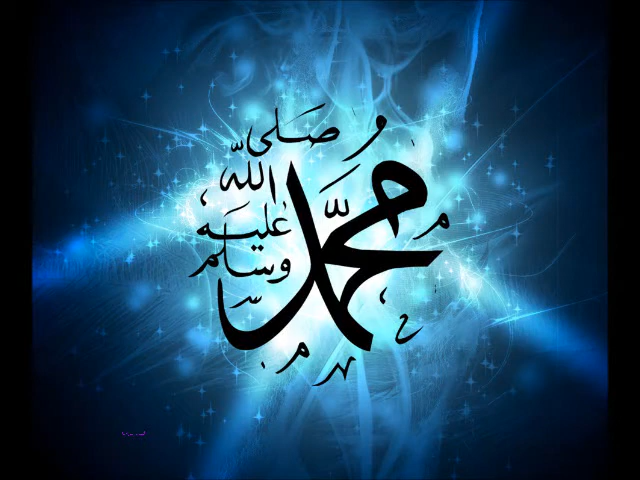 محمد
صلى
الله
عليه
وسلم